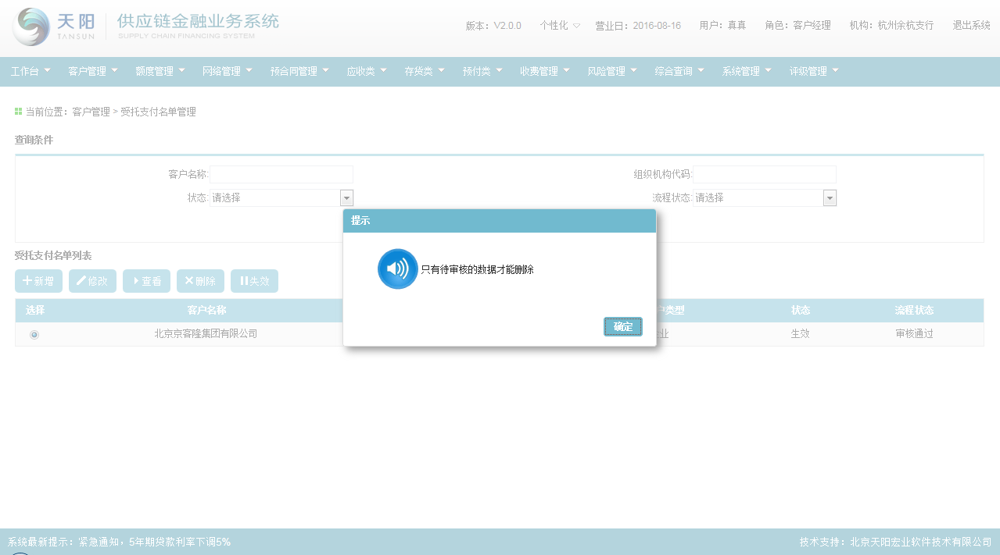 天阳 TANSUN 供应链金融业务系统 SUPPLY CHAIN FINANCING SYSTEM
版本：V2.0.0 个性化 营业日：2016-08-16 用户：真真 角色：客户经理 机构：杭州余杭支行 退出系统
工作台 客户管理 额度管理 网络管理 预合同管理 应收类 存货类 预付类 收费管理 风险管理 综合查询 系统管理 评级管理
当前位置：客户管理 > 受托支付名单管理
查询条件
客户名称: 组织机构代码:
状态: 请选择 流程状态: 请选择
提示
只有待审核的数据才能删除
确定
受托支付名单列表
新增 修改 查看 删除 失效
选择 客户名称 户类型 状态 流程状态
北京京客隆集团有限公司 业 生效 审核通过
系统最新提示：紧急通知，5年期贷款利率下调5% 技术支持：北京天阳宏业软件技术有限公司